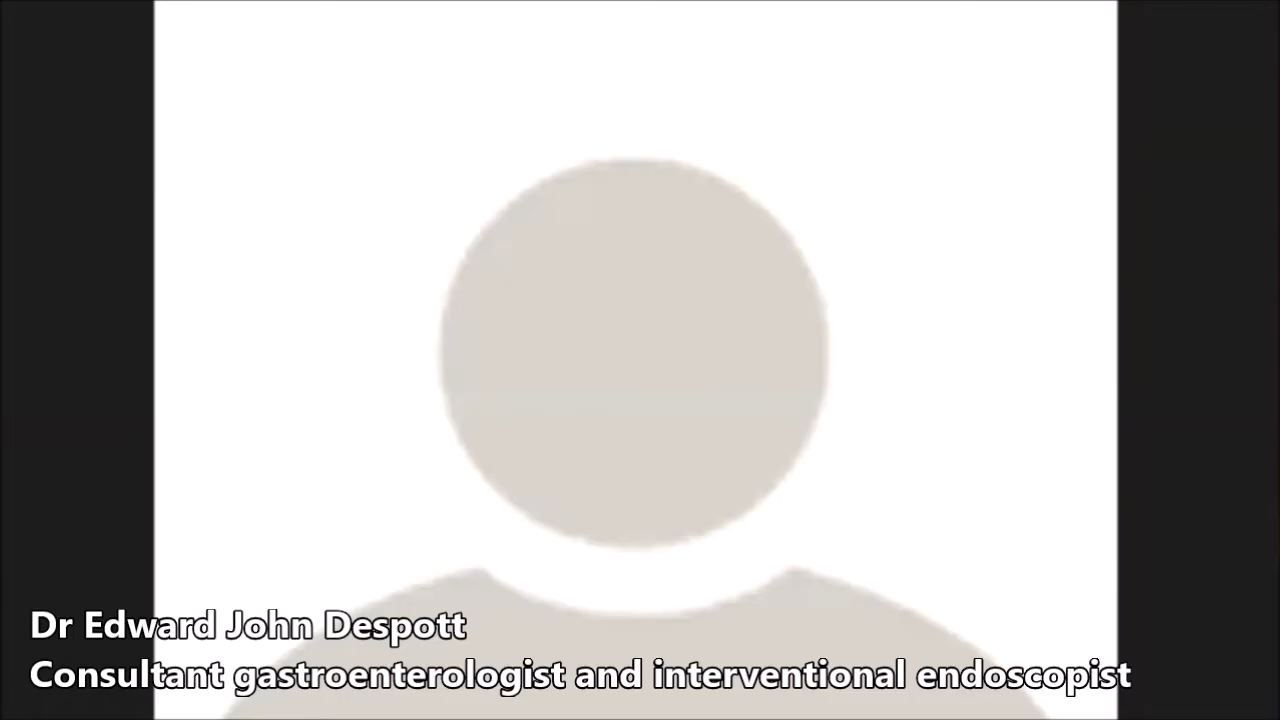 Dr Edward John Despott
Consultant gastroenterologist and interventional endoscopist